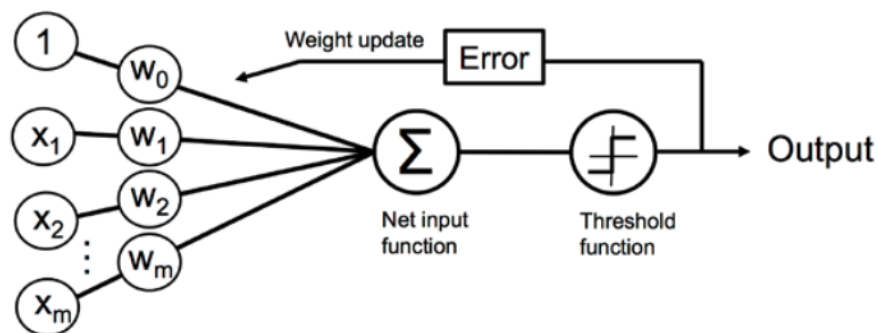 1
w₀
Weight update
Error
x₁
w₁
Σ
Output
x₂
w₂
Net input
function
Threshold
function
⋮
wₘ
xₘ